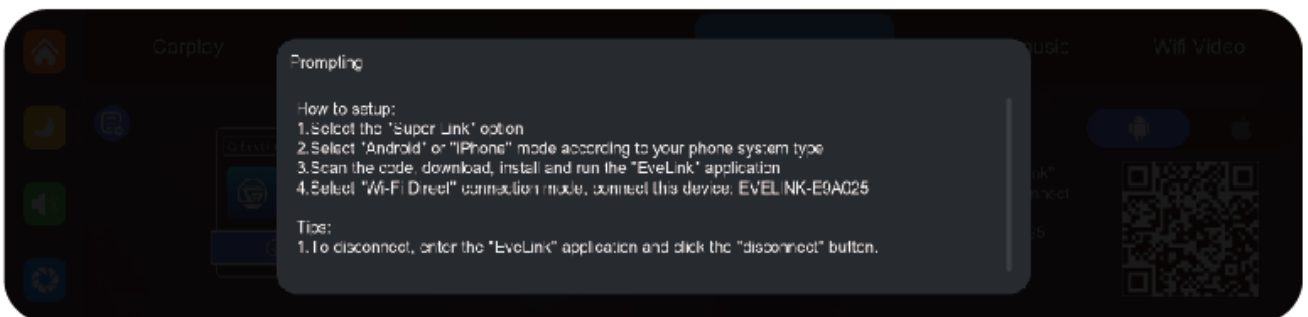 Carplay
music
Wifi Video
Prompting
How to setup:
1.Select the "Super Link" option
2.Select "Android" or "iPhone" mode according to your phone system type
3.Scan the code, download, install and run the "EveLink" application
4.Select "Wi-Fi Direct" connection mode, connect this device: EVELINK-E9A025
Tips:
1.To disconnect, enter the "EveLink" application and click the "disconnect" button.